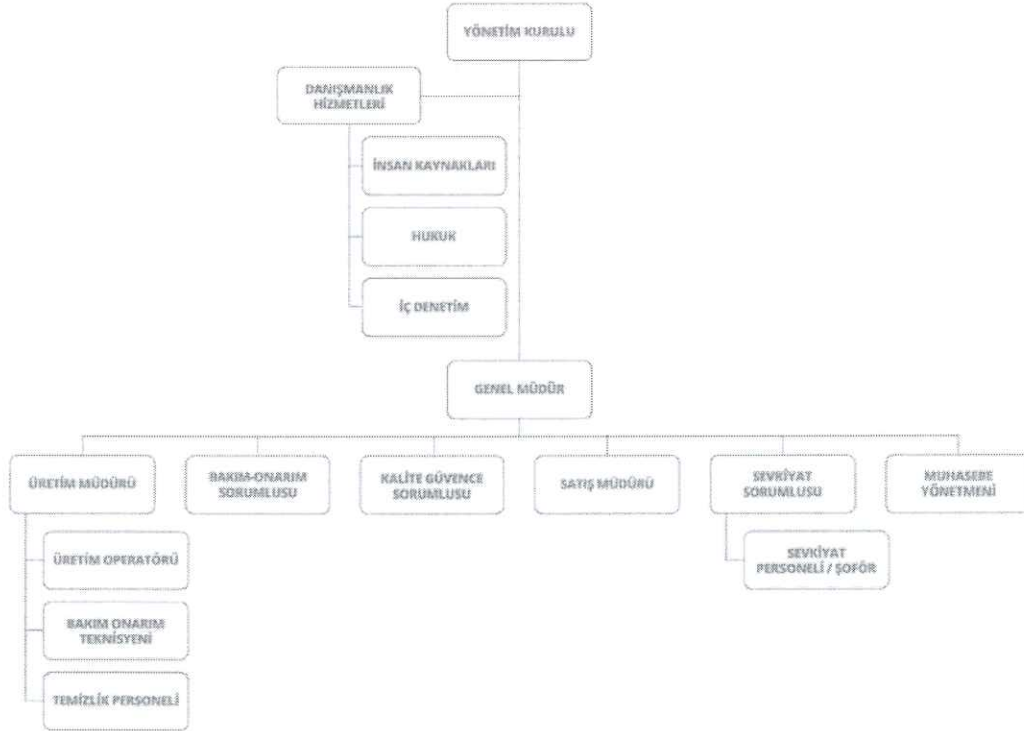 YÖNETİM KURULU
DANIŞMANLIK
HİZMETLERİ
İNSAN KAYNAKLARI
HUKUK
İÇ DENETİM
GENEL MÜDÜR
ÜRETİM MÜDÜRÜ
BAKIM-ONARIM
SORUMLUSU
KALİTE GÜVENCE
SORUMLUSU
SATIŞ MÜDÜRÜ
SEVKİYAT
SORUMLUSU
MUHASEBE
YÖNETMENİ
ÜRETİM OPERATÖRÜ
BAKIM ONARIM
TEKNİSYENİ
TEMİZLİK PERSONELİ
SEVKİYAT
PERSONELİ / ŞOFÖR